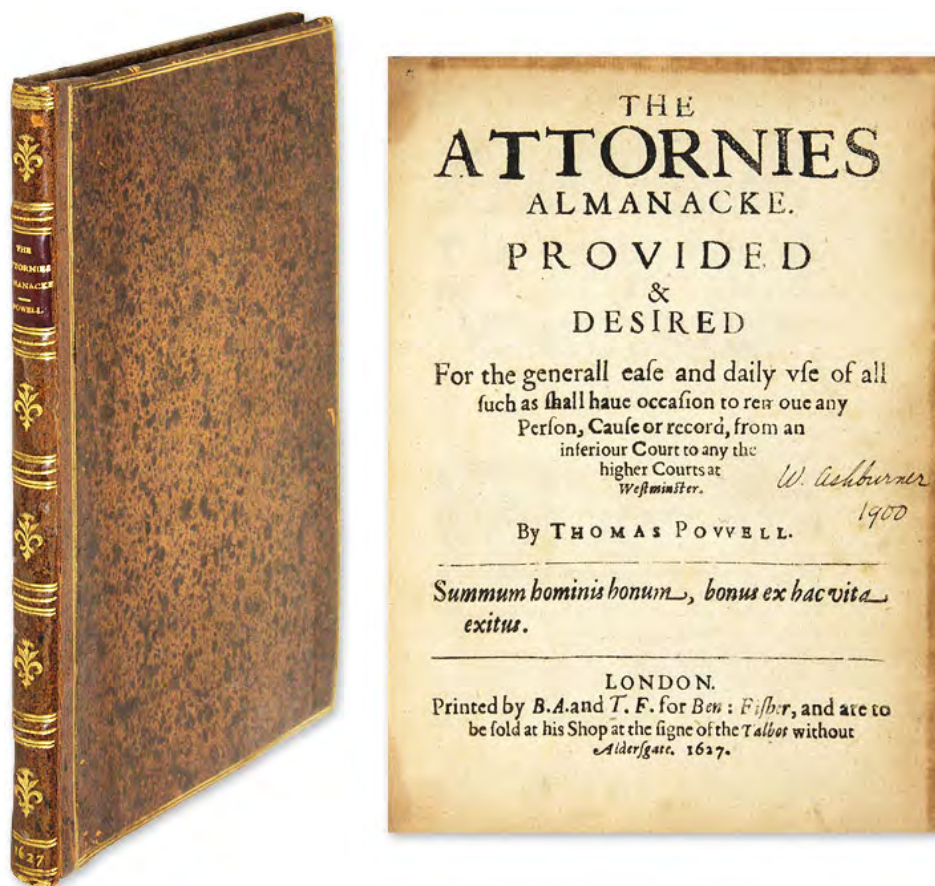 THE
TTORNIES
MANACKE
POWELL.
1627
THE
ATTORNIES
ALMANACKE.
PROVIDED
&
DESIRED
For the generall eaſe and daily vſe of all
ſuch as ſhall haue occaſion to remoue any
Perſon, Cauſe or record, from an
inferiour Court to any the
higher Courts at
Weſtminſter.
W. Ashburner
1900
By THOMAS POVVELL.
Summum hominis bonum, bonus ex hac vita
exitus.
LONDON.
Printed by B.A. and T. F. for Ben: Fiſher, and are to
be ſold at his Shop at the ſigne of the Talbot without
Alderſgate. 1627.